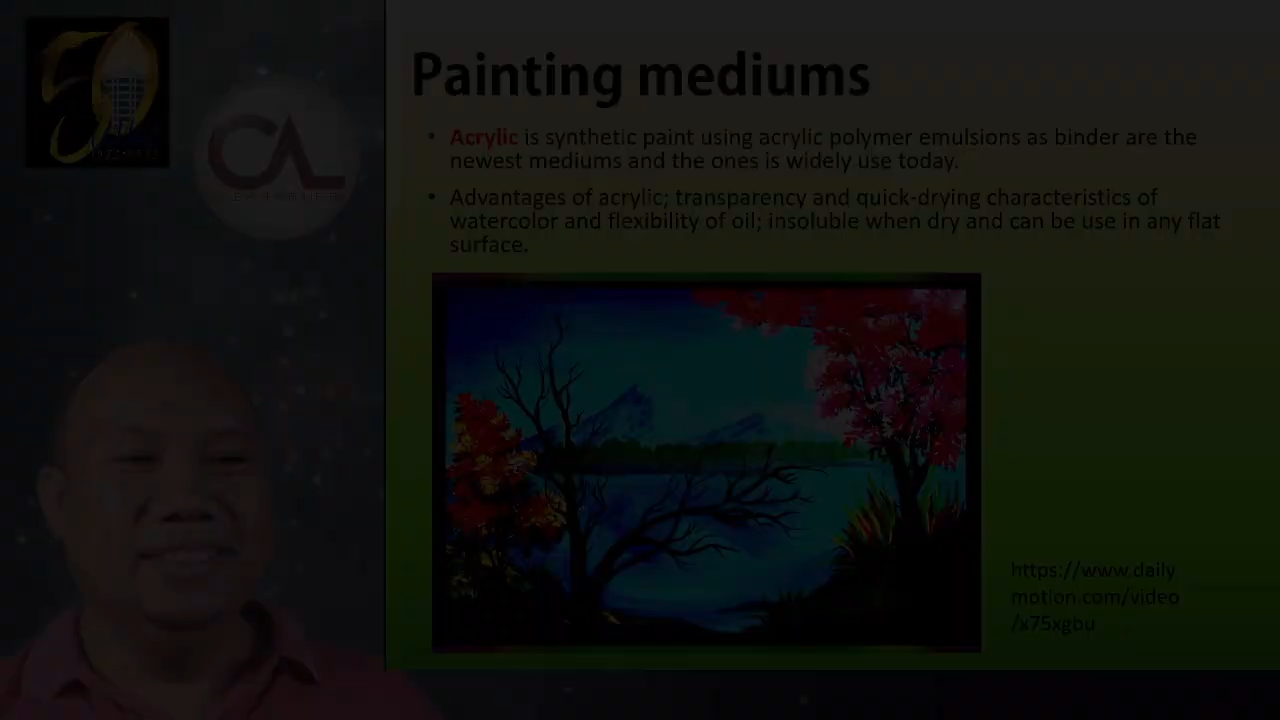 Painting mediums
• Acrylic is synthetic paint using acrylic polymer emulsions as binder are the
newest mediums and the ones is widely use today.
• Advantages of acrylic; transparency and quick-drying characteristics of
watercolor and flexibility of oil; insoluble when dry and can be use in any flat
surface.
https://www.daily
motion.com/video
/x75xgbu